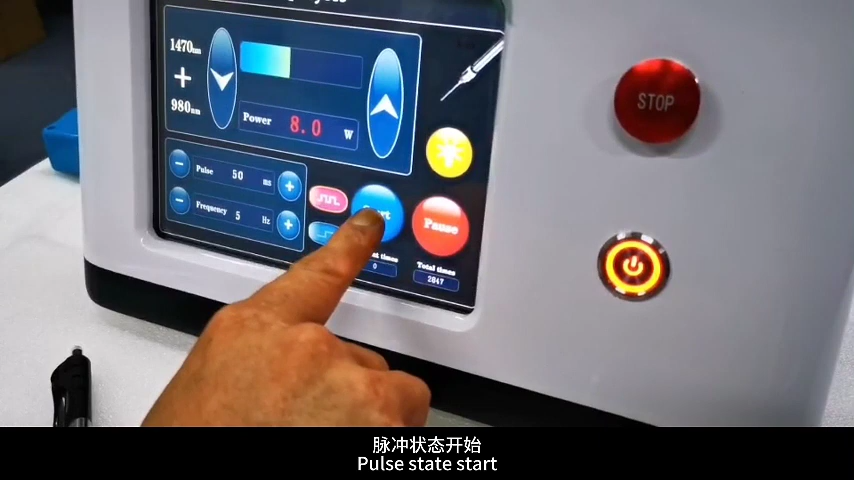 1470nm
+
980nm
Power 8.0 W
Pulse 50 ms
Frequency 5 Hz
Pause
Total times
2847
0
STOP
脉冲状态开始
Pulse state start